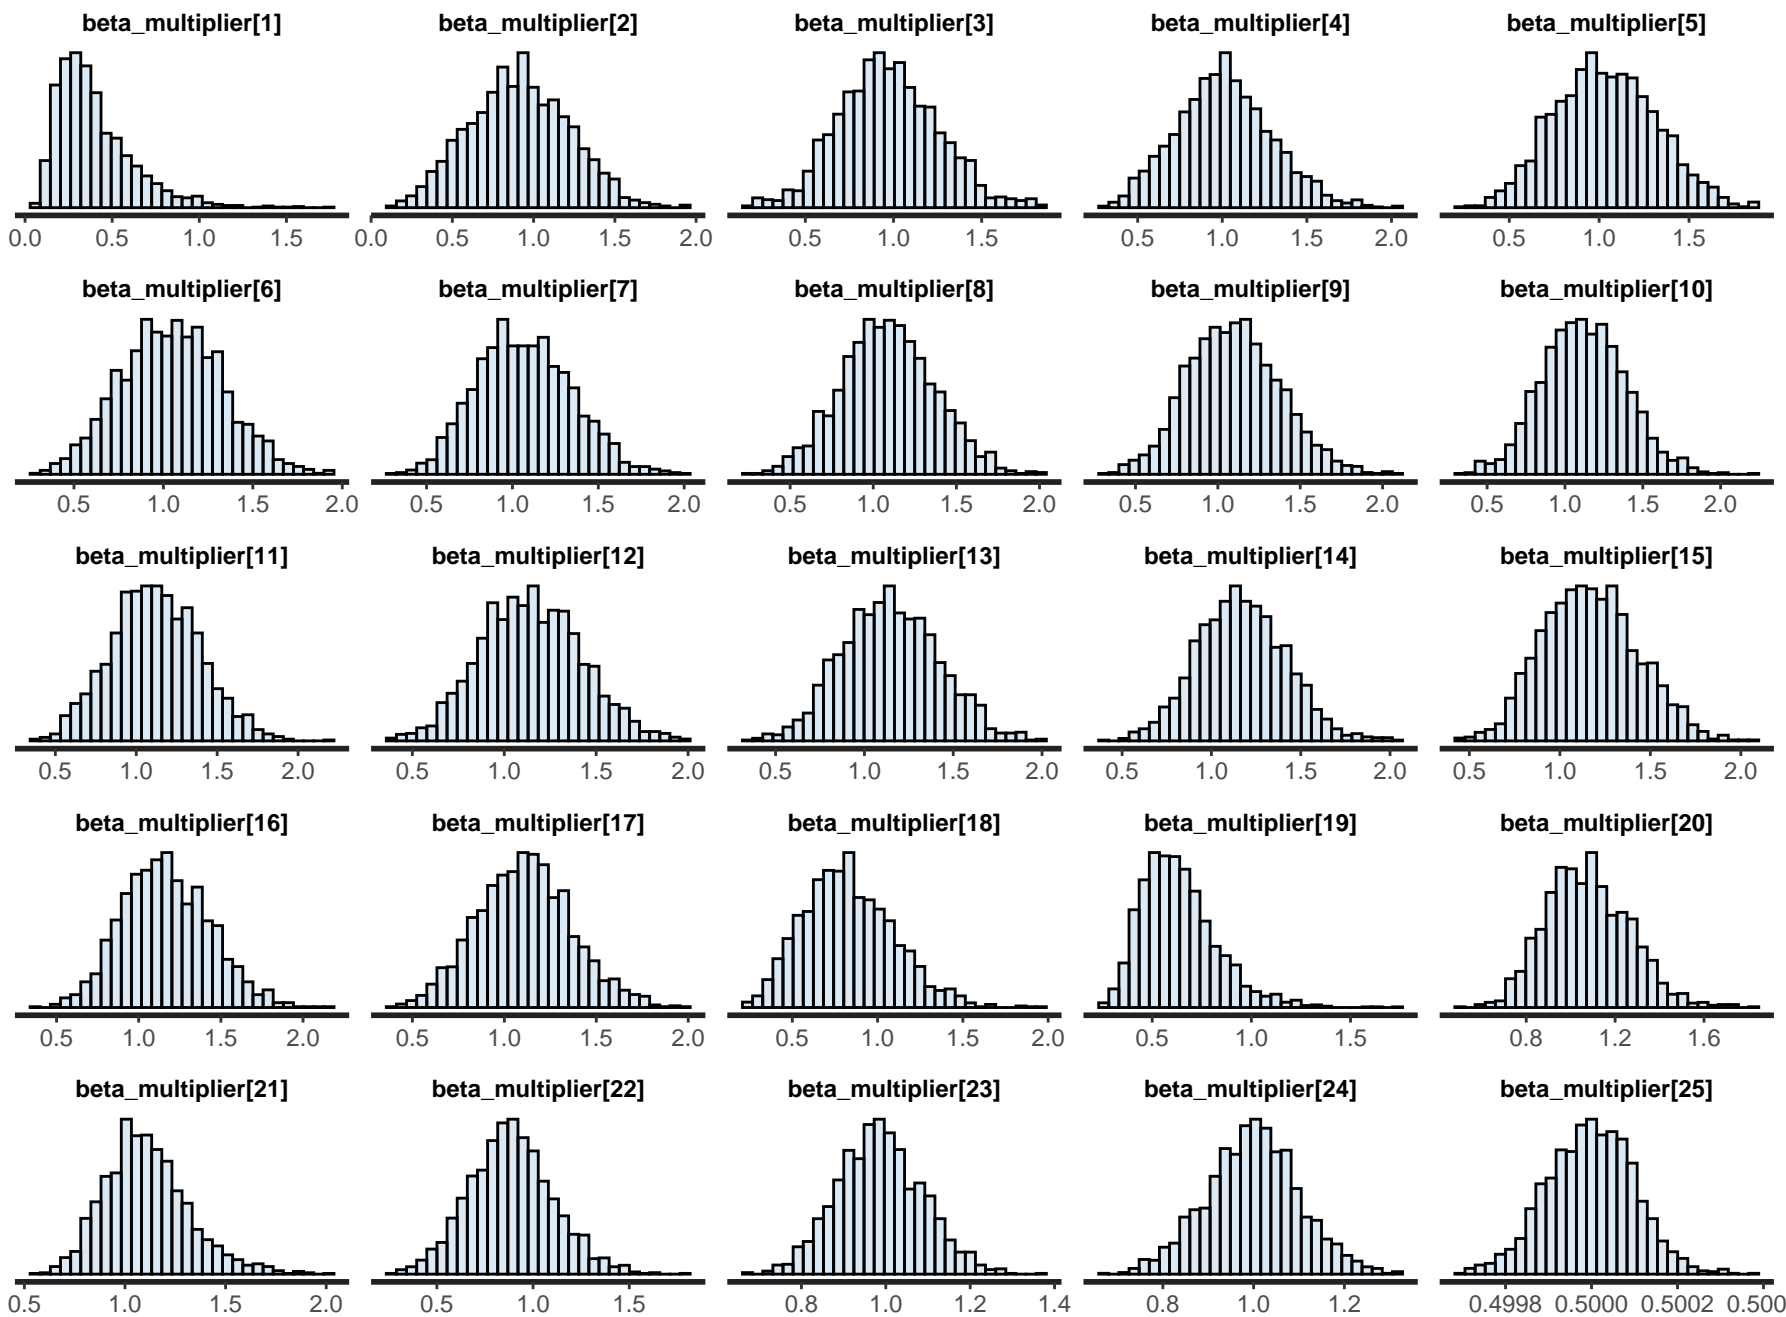 beta_multiplier[1] beta_multiplier[2] beta_multiplier[3] beta_multiplier[4] beta_multiplier[5]
0.0 0.5 1.0 1.5 0.0 0.5 1.0 1.5 2.0 0.5 1.0 1.5 0.5 1.0 1.5 2.0 0.5 1.0 1.5
beta_multiplier[6] beta_multiplier[7] beta_multiplier[8] beta_multiplier[9] beta_multiplier[10]
0.5 1.0 1.5 2.0 0.5 1.0 1.5 2.0 0.5 1.0 1.5 2.0 0.5 1.0 1.5 2.0 0.5 1.0 1.5 2.0
beta_multiplier[11] beta_multiplier[12] beta_multiplier[13] beta_multiplier[14] beta_multiplier[15]
0.5 1.0 1.5 2.0 0.5 1.0 1.5 2.0 0.5 1.0 1.5 2.0 0.5 1.0 1.5 2.0 0.5 1.0 1.5 2.0
beta_multiplier[16] beta_multiplier[17] beta_multiplier[18] beta_multiplier[19] beta_multiplier[20]
0.5 1.0 1.5 2.0 0.5 1.0 1.5 2.0 0.5 1.0 1.5 2.0 0.5 1.0 1.5 0.8 1.2 1.6
beta_multiplier[21] beta_multiplier[22] beta_multiplier[23] beta_multiplier[24] beta_multiplier[25]
0.5 1.0 1.5 2.0 0.5 1.0 1.5 0.8 1.0 1.2 1.4 0.8 1.0 1.2 0.4998 0.5000 0.5002 0.500